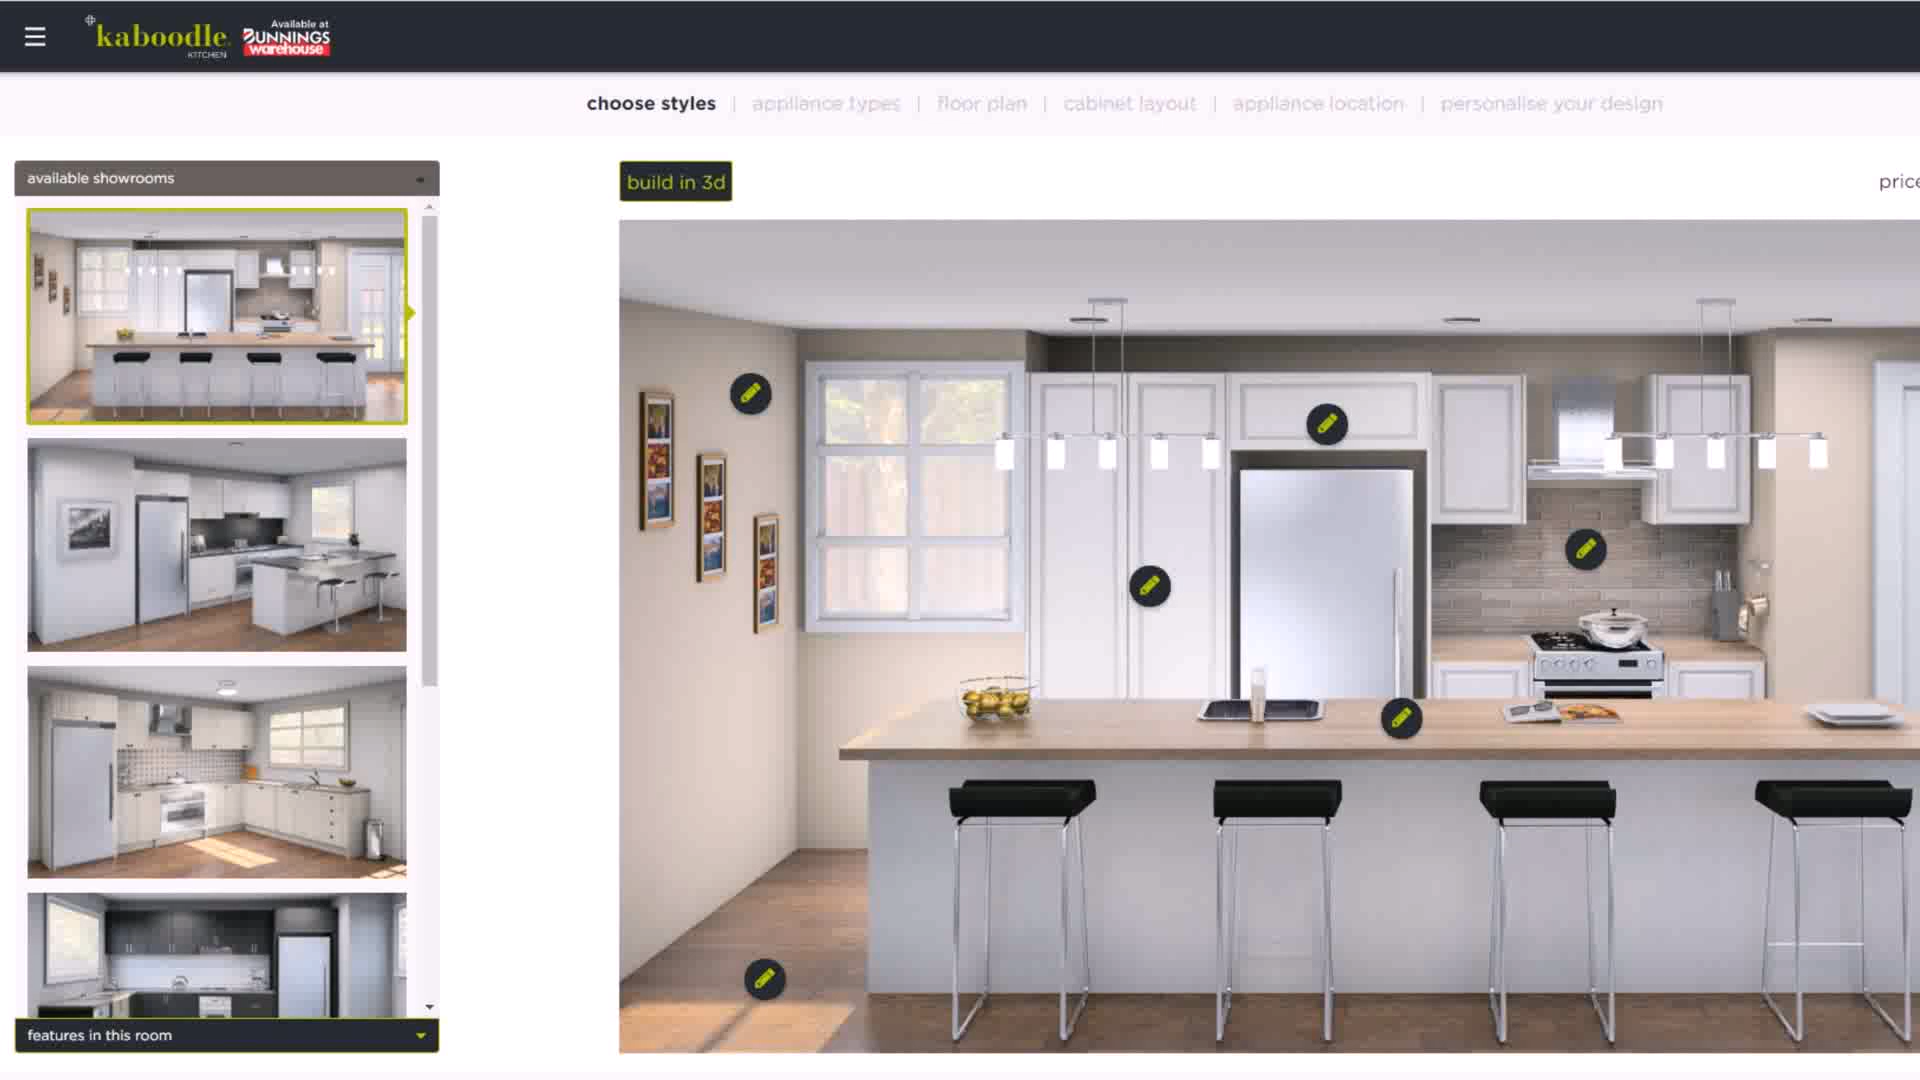 kaboodle
KITCHEN
Available at
BUNNINGS
warehouse
choose styles | appliance types | floor plan | cabinet layout | appliance location | personalise your design
available showrooms
build in 3d
price
features in this room